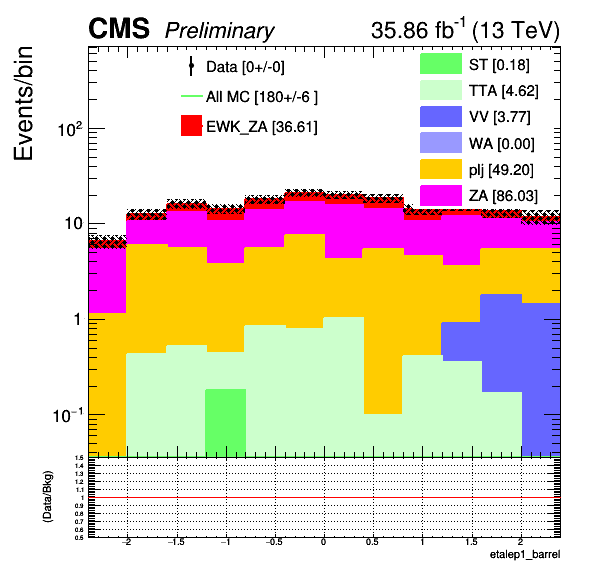 CMS Preliminary 35.86 fb⁻¹ (13 TeV)
Events/bin
10²
10
1
10⁻¹
Data [0+/-0]
All MC [180+/-6 ]
EWK_ZA [36.61]
ST [0.18]
TTA [4.62]
VV [3.77]
WA [0.00]
plj [49.20]
ZA [86.03]
(Data/Bkg)
1.5
1.4
1.3
1.2
1.1
1
0.9
0.8
0.7
0.6
0.5
−2 −1.5 −1 −0.5 0 0.5 1 1.5 2
etalep1_barrel